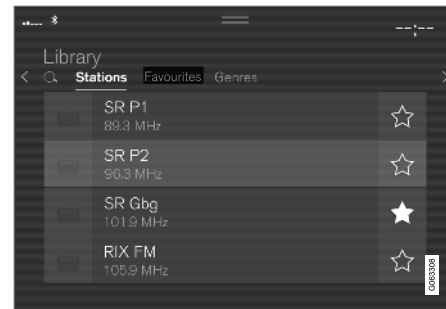 --:--
Library
Stations Favourites Genres
SR P1
89.3 MHz
SR P2
96.3 MHz
SR Gbg
101.9 MHz
RIX FM
105.9 MHz
G063308